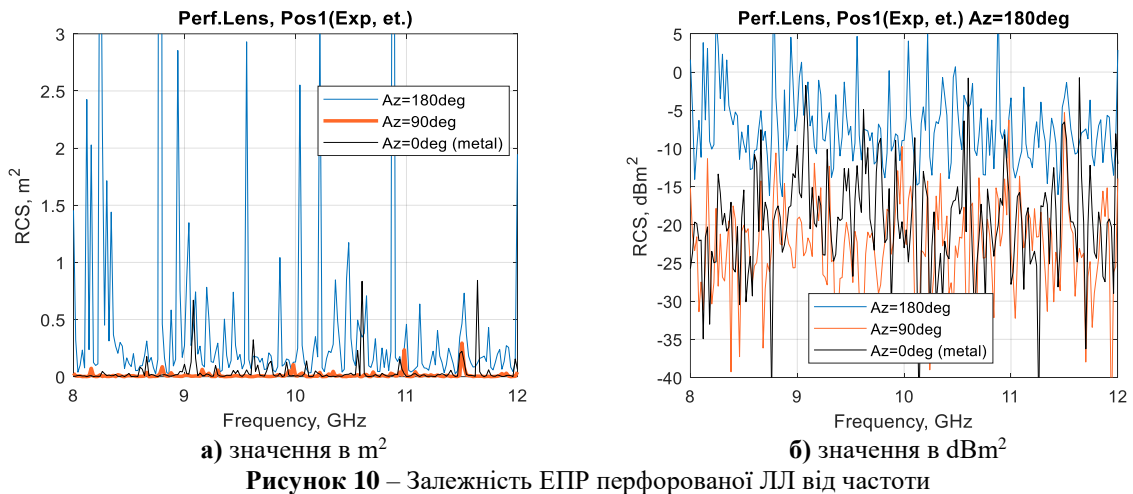 Perf.Lens, Pos1(Exp, et.)
3
2.5
2
1.5
1
0.5
0
RCS, m²
Az=180deg
Az=90deg
Az=0deg (metal)
8
9
10
11
12
Frequency, GHz
а) значення в m²
Perf.Lens, Pos1(Exp, et.) Az=180deg
5
0
-5
-10
-15
-20
-25
-30
-35
-40
RCS, dBm²
Az=180deg
Az=90deg
Az=0deg (metal)
8
9
10
11
12
Frequency, GHz
б) значення в dBm²
Рисунок 10 – Залежність ЕПР перфорованої ЛЛ від частоти